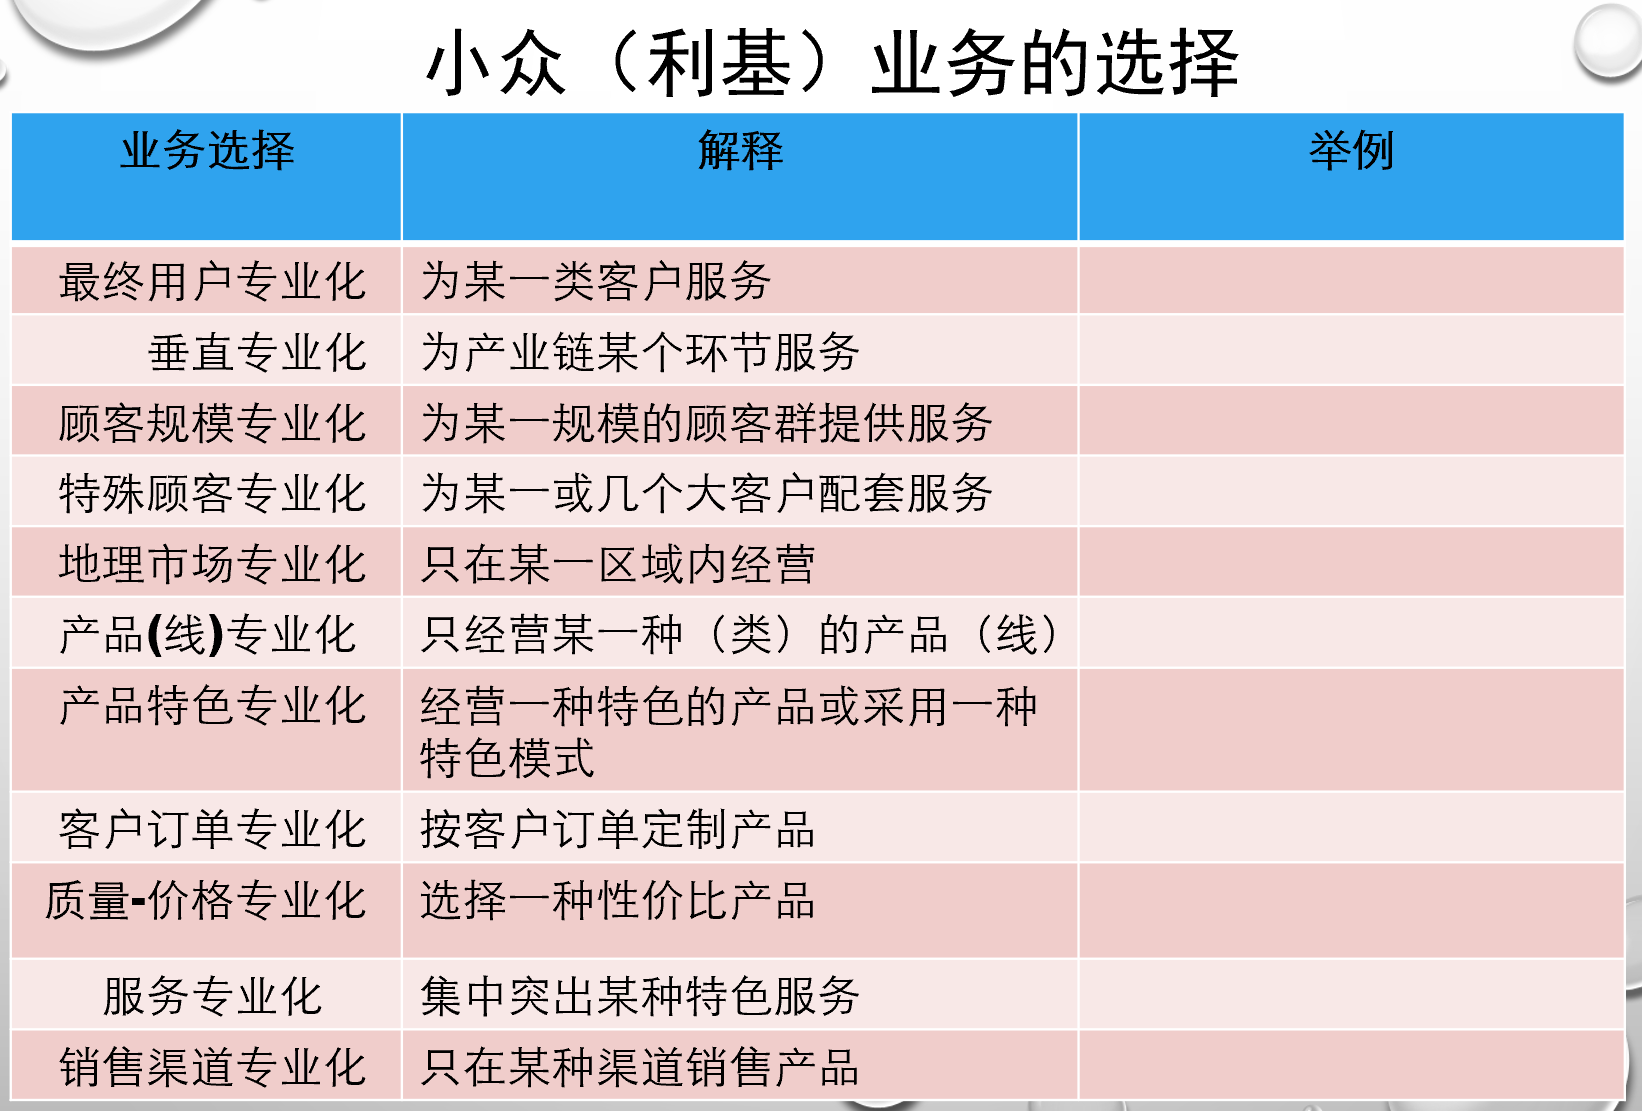 小众（利基）业务的选择
业务选择 解释 举例
最终用户专业化 为某一类客户服务
垂直专业化 为产业链某个环节服务
顾客规模专业化 为某一规模的顾客群提供服务
特殊顾客专业化 为某一或几个大客户配套服务
地理市场专业化 只在某一区域内经营
产品(线)专业化 只经营某一种（类）的产品（线）
产品特色专业化 经营一种特色的产品或采用一种
特色模式
客户订单专业化 按客户订单定制产品
质量-价格专业化 选择一种性价比产品
服务专业化 集中突出某种特色服务
销售渠道专业化 只在某种渠道销售产品